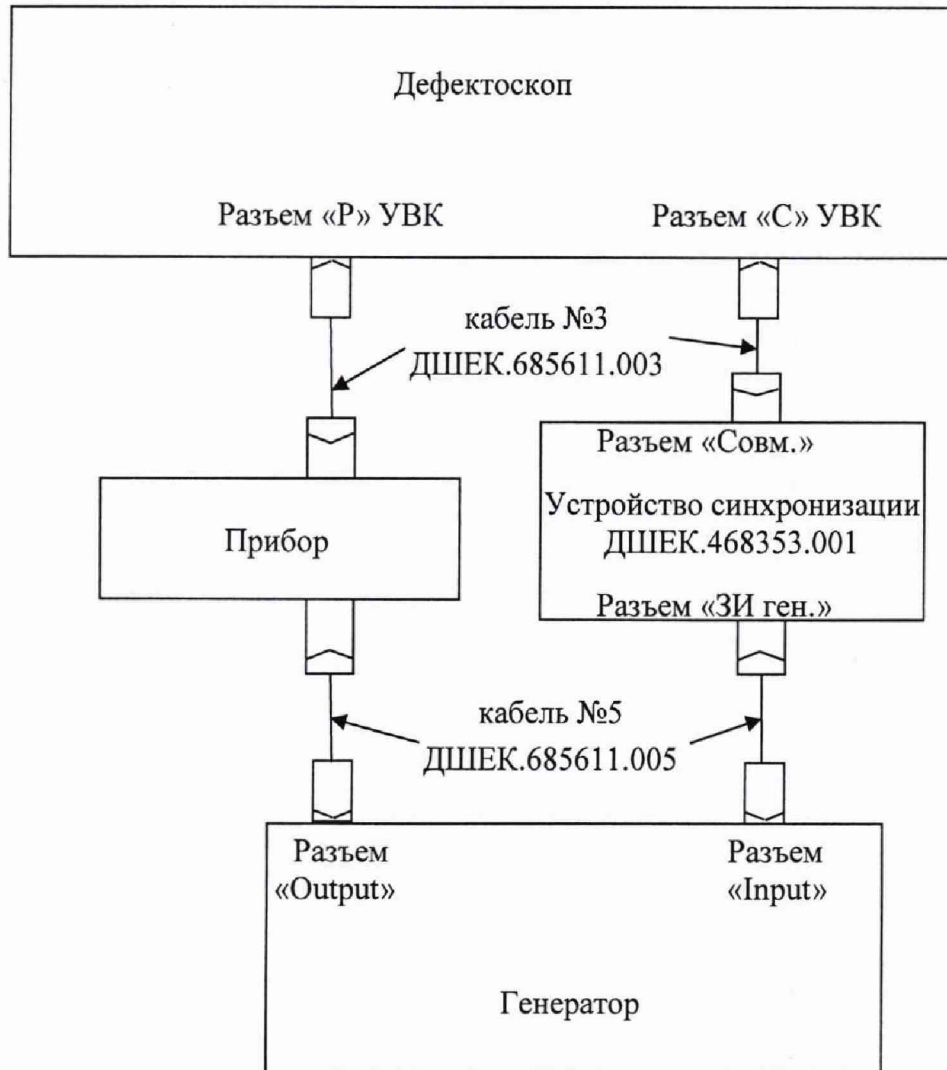 Дефектоскоп
Разъем «Р» УВК
Разъем «С» УВК
кабель №3
ДШЕК.685611.003
Разъем «Совм.»
Устройство синхронизации
ДШЕК.468353.001
Прибор
Разъем «ЗИ ген.»
кабель №5
ДШЕК.685611.005
Разъем
«Output»
Разъем
«Input»
Генератор